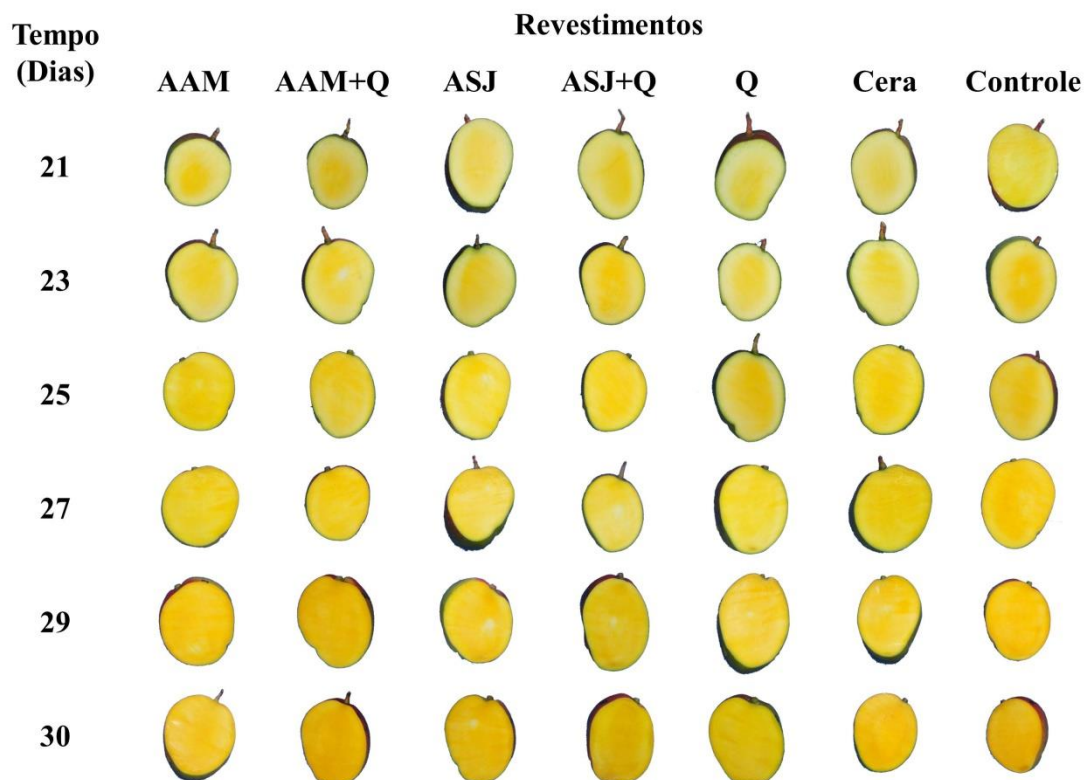 Revestimentos
Tempo
(Dias)
AAM AAM+Q ASJ ASJ+Q Q Cera Controle
21
23
25
27
29
30